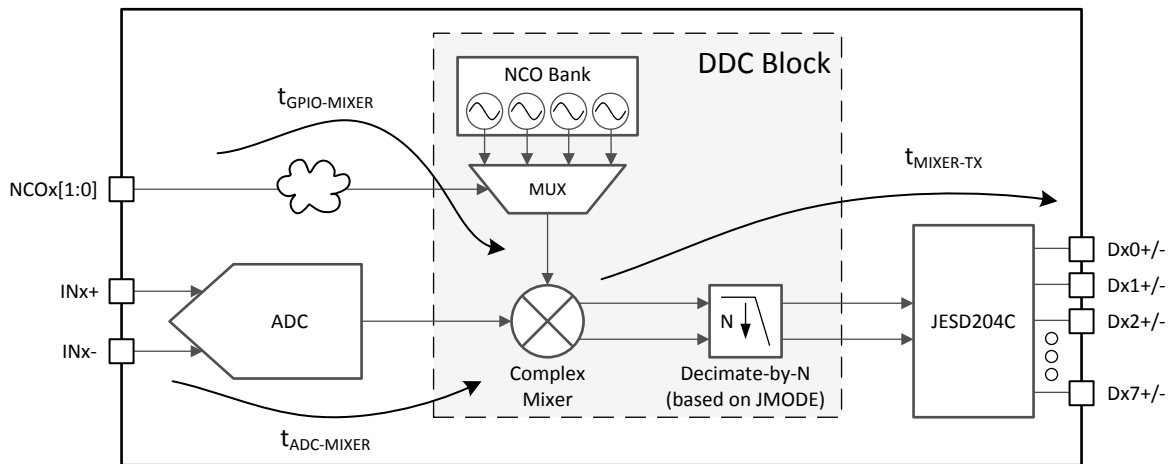 NCO Bank
DDC Block
tGPIO-MIXER
tMIXER-TX
NCOx[1:0]
MUX
INx+
ADC
INx-
Complex
Mixer
N
Decimate-by-N
(based on JMODE)
JESD204C
Dx0+/-
Dx1+/-
Dx2+/-
Dx7+/-
tADC-MIXER